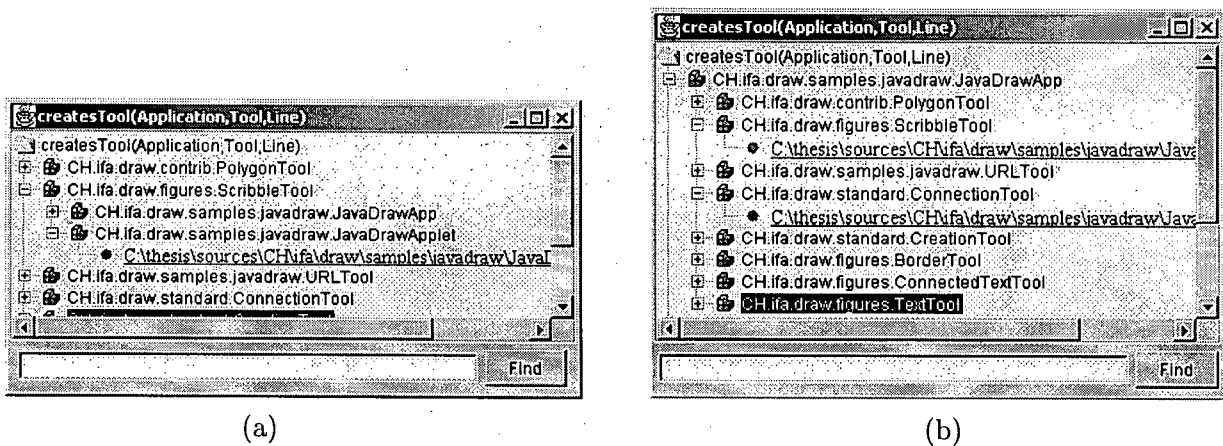 createsTool(Application,Tool,Line)
createsTool(Application,Tool,Line)
CH.ifa.draw.contrib.PolygonTool
CH.ifa.draw.figures.ScribbleTool
CH.ifa.draw.samples.javadraw.JavaDrawApp
CH.ifa.draw.samples.javadraw.JavaDrawApplet
C:\thesis\sources\CH\ifa\draw\samples\javadraw\JavaD
CH.ifa.draw.samples.javadraw.URLTool
CH.ifa.draw.standard.ConnectionTool
Find
(a)
createsTool(Application,Tool,Line)
createsTool(Application,Tool,Line)
CH.ifa.draw.samples.javadraw.JavaDrawApp
CH.ifa.draw.contrib.PolygonTool
CH.ifa.draw.figures.ScribbleTool
C:\thesis\sources\CH\ifa\draw\samples\javadraw\Java
CH.ifa.draw.samples.javadraw.URLTool
CH.ifa.draw.standard.ConnectionTool
C:\thesis\sources\CH\ifa\draw\samples\javadraw\Java
CH.ifa.draw.standard.CreationTool
CH.ifa.draw.figures.BorderTool
CH.ifa.draw.figures.ConnectedTextTool
CH.ifa.draw.figures.TextTool
Find
(b)